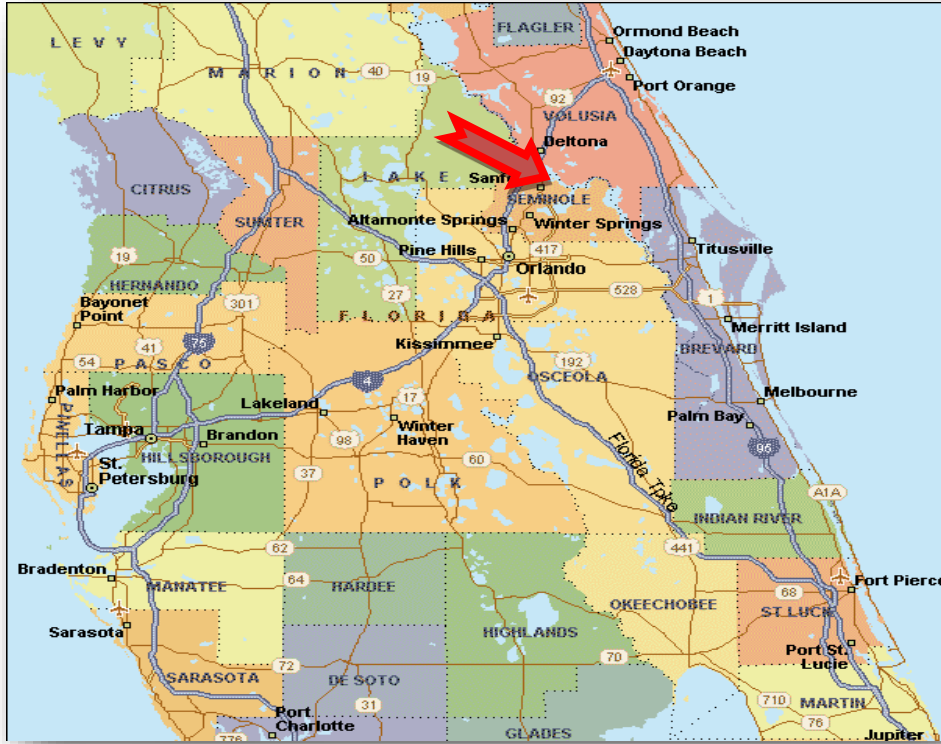 FLAGLER
Ormond Beach
LEVY
Daytona Beach
MARION
40
19
Port Orange
92
VOLUSIA
Deltona
LAKE
Sanf
CITRUS
SEMINOLE
SUMTER
Altamonte Springs
Winter Springs
Pine Hills
417
Titusville
19
50
Orlando
HERNANDO
27
528
1
Bayonet
Point
301
FLORIDA
Merritt Island
41
75
Kissimmee
BREVARD
54
PASCO
192
OSCEOLA
4
Palm Harbor
Lakeland
17
Melbourne
PINELLAS
Palm Bay
Tampa
Brandon
98
Winter
Haven
95
HILLSBOROUGH
Florida Tpke
St.
Petersburg
37
60
POLK
A1A
INDIAN RIVER
62
441
Bradenton
MANATEE
64
HARDEE
68
Fort Pierce
OKEECHOBEE
ST.LUCIE
Sarasota
HIGHLANDS
72
70
Port St.
Lucie
SARASOTA
DE SOTO
31
710
MARTIN
Port
Charlotte
76
776
GLADES
Jupiter